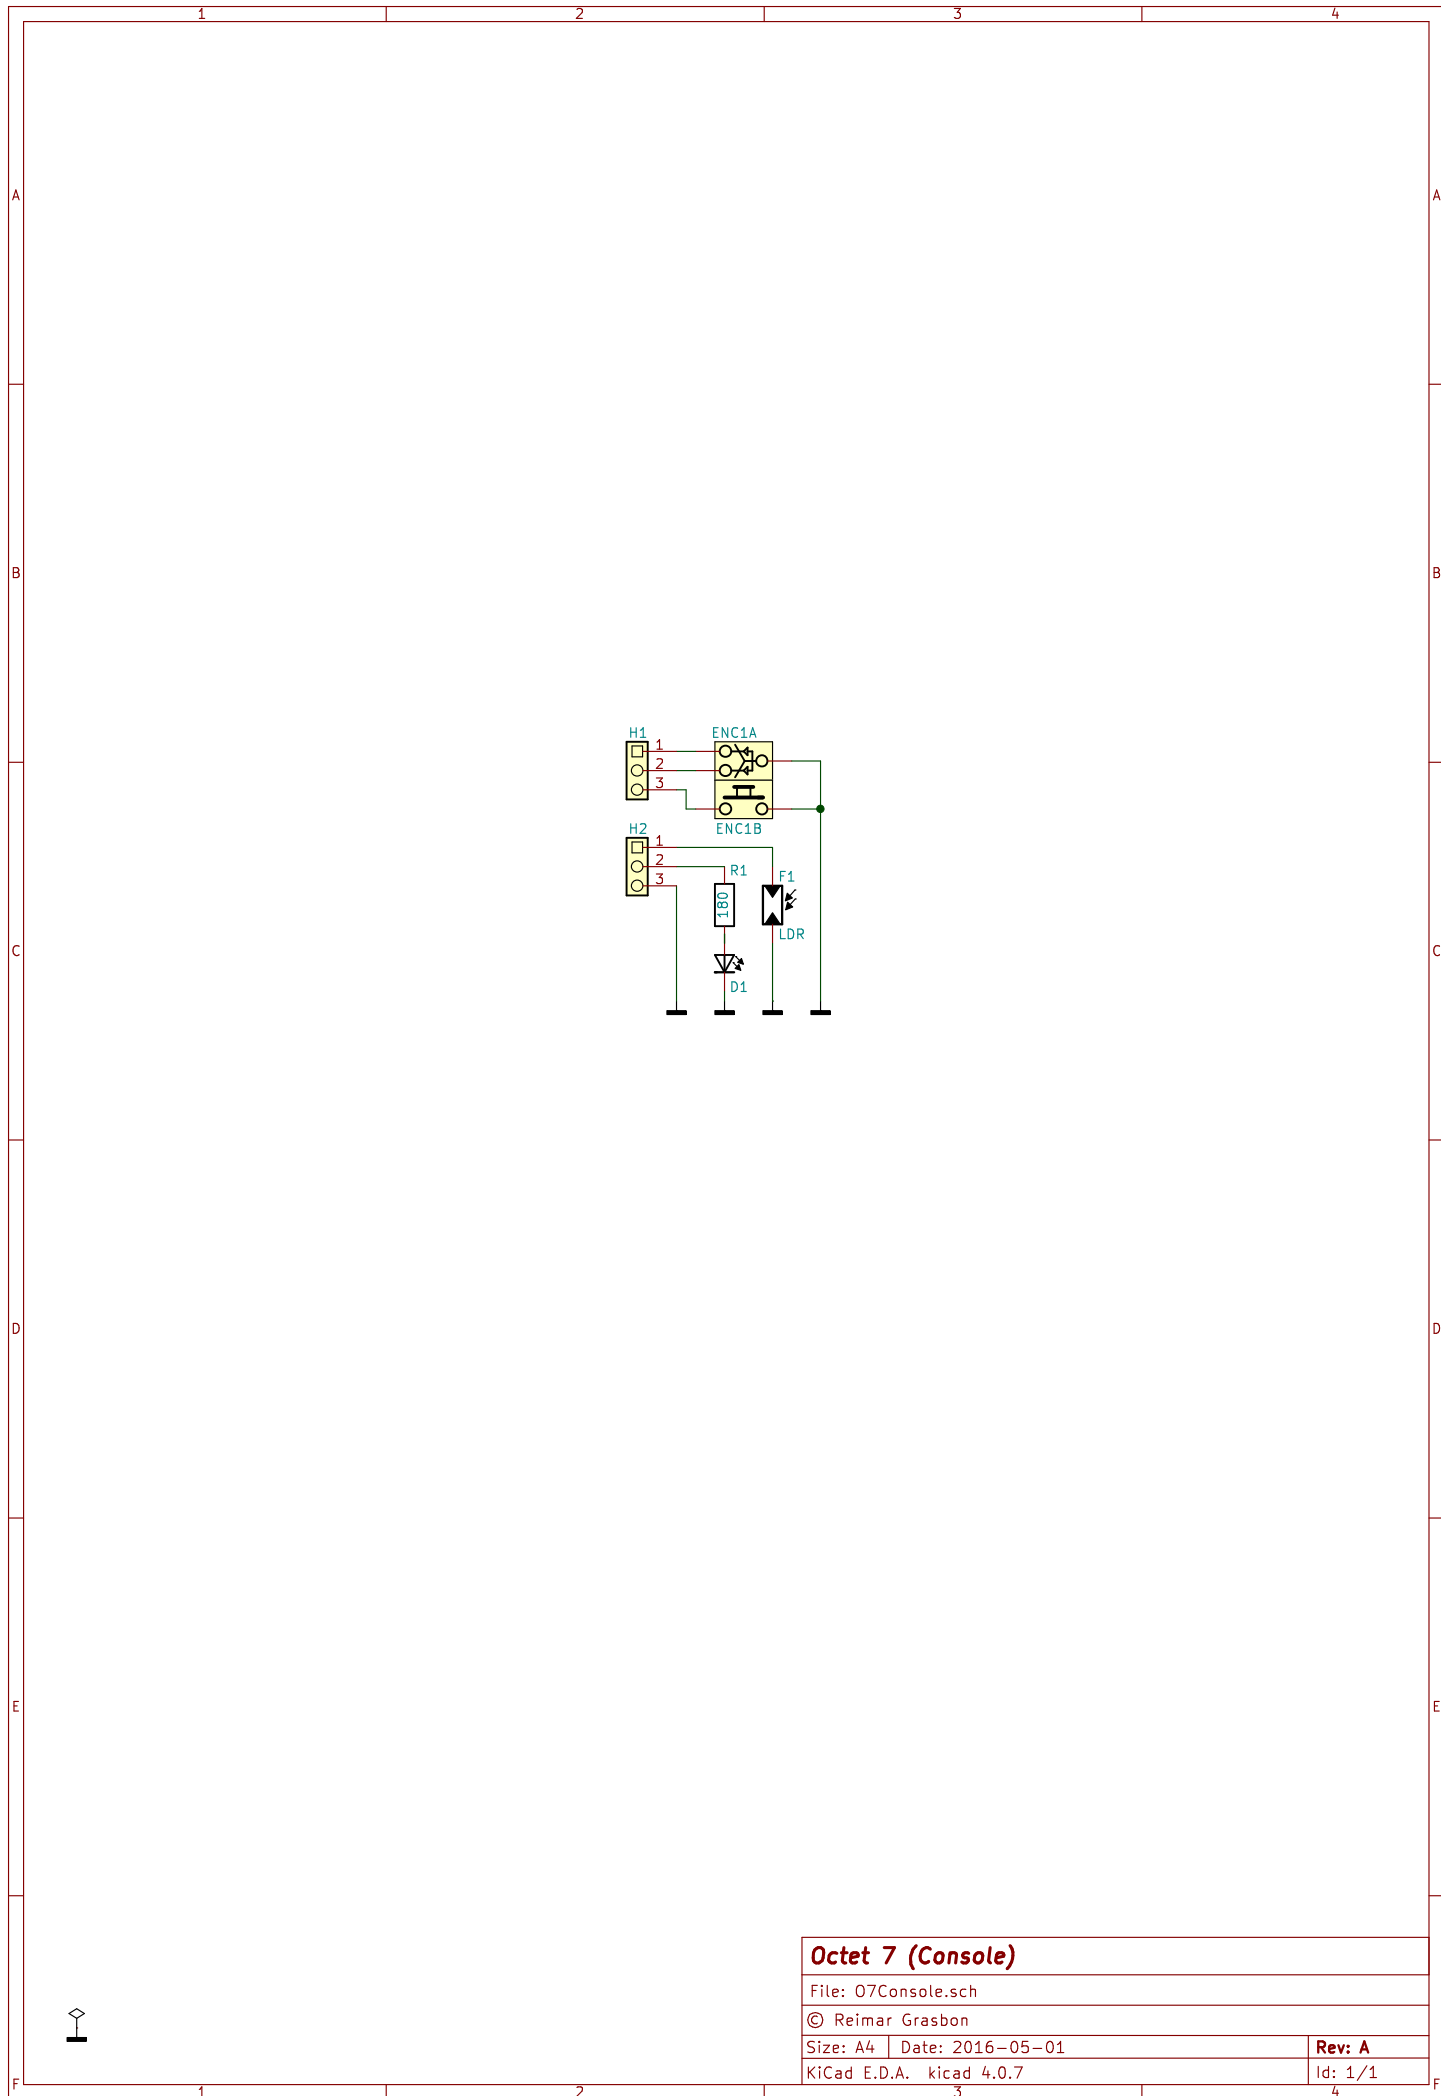 1 2 3 4
A A
B B
H1 ENC1A
1
2
3
ENC1B
H2
1
2
3
R1
F1
180
LDR
C C
D1
D D
E E
Octet 7 (Console)
File: O7Console.sch
© Reimar Grasbon
Size: A4 Date: 2016-05-01 Rev: A
KiCad E.D.A. kicad 4.0.7 Id: 1/1
F F
1 2 3 4